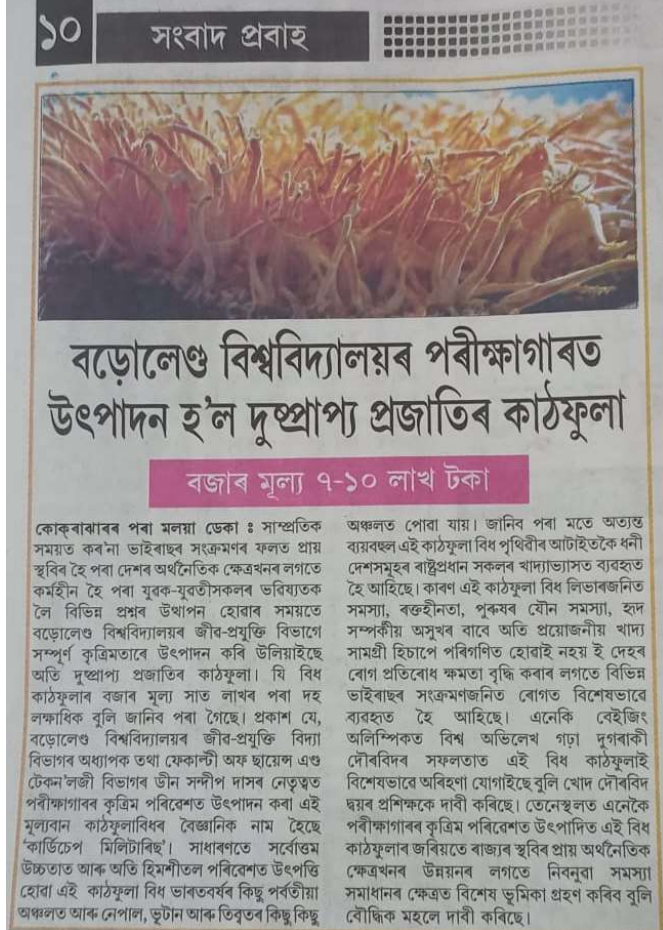 ১০
সংবাদ প্ৰবাহ
বড়োলেণ্ড বিশ্ববিদ্যালয়ৰ পৰীক্ষাগাৰত
উৎপাদন হ'ল দুষ্প্ৰাপ্য প্ৰজাতিৰ কাঠফুলা
বজাৰ মূল্য ৭-১০ লাখ টকা
কোক্‌ৰাঝাৰৰ পৰা মলয়া ডেকা : সাম্প্ৰতিক
সময়ত কৰ'না ভাইৰাছৰ সংক্ৰমণৰ ফলত প্ৰায়
স্থবিৰ হৈ পৰা দেশৰ অৰ্থনৈতিক ক্ষেত্ৰখনৰ লগতে
কৰ্মহীন হৈ পৰা যুৱক-যুৱতীসকলৰ ভৱিষ্যতক
লৈ বিভিন্ন প্ৰশ্নৰ উত্থাপন হোৱাৰ সময়তে
বড়োলেণ্ড বিশ্ববিদ্যালয়ৰ জীৱ-প্ৰযুক্তি বিভাগে
সম্পূৰ্ণ কৃত্ৰিমতাৰে উৎপাদন কৰি উলিয়াইছে
অতি দুষ্প্ৰাপ্য প্ৰজাতিৰ কাঠফুলা। যি বিধ
কাঠফুলাৰ বজাৰ মূল্য সাত লাখৰ পৰা দহ
লক্ষাধিক বুলি জানিব পৰা গৈছে। প্ৰকাশ যে,
বড়োলেণ্ড বিশ্ববিদ্যালয়ৰ জীৱ-প্ৰযুক্তি বিদ্যা
বিভাগৰ অধ্যাপক তথা ফেকাল্টী অফ ছায়েন্স এণ্ড
টেকন'লজী বিভাগৰ ডীন সন্দীপ দাসৰ নেতৃত্বত
পৰীক্ষাগাৰৰ কৃত্ৰিম পৰিৱেশত উৎপাদন কৰা এই
মূল্যবান কাঠফুলাবিধৰ বৈজ্ঞানিক নাম হৈছে
'কাৰ্ডিচেপ মিলিটাৰিছ'। সাধাৰণতে সৰ্বোত্তম
উচ্চতাত আৰু অতি হিমশীতল পৰিৱেশত উৎপত্তি
হোৱা এই কাঠফুলা বিধ ভাৰতবৰ্ষৰ কিছু পৰ্বতীয়া
অঞ্চলত আৰু নেপাল, ভূটান আৰু তিব্বতৰ কিছু কিছু
অঞ্চলত পোৱা যায়। জানিব পৰা মতে অত্যন্ত
ব্যয়বহুল এই কাঠফুলা বিধ পৃথিৱীৰ আটাইতকৈ ধনী
দেশসমূহৰ ৰাষ্ট্ৰপ্ৰধান সকলৰ খাদ্যাভ্যাসত ব্যৱহৃত
হৈ আহিছে। কাৰণ এই কাঠফুলা বিধ লিভাৰজনিত
সমস্যা, ৰক্তহীনতা, পুৰুষৰ যৌন সমস্যা, হৃদ
সম্পৰ্কীয় অসুখৰ বাবে অতি প্ৰয়োজনীয় খাদ্য
সামগ্ৰী হিচাপে পৰিগণিত হোৱাই নহয় ই দেহৰ
ৰোগ প্ৰতিৰোধ ক্ষমতা বৃদ্ধি কৰাৰ লগতে বিভিন্ন
ভাইৰাছৰ সংক্ৰমণজনিত ৰোগত বিশেষভাৱে
ব্যৱহৃত হৈ আহিছে। এনেকি বেইজিং
অলিম্পিকত বিশ্ব অভিলেখ গঢ়া দুগৰাকী
দৌৰবিদৰ সফলতাত এই বিধ কাঠফুলাই
বিশেষভাৱে অৰিহণা যোগাইছে বুলি খোদ দৌৰবিদ
দ্বয়ৰ প্ৰশিক্ষকে দাবী কৰিছে। তেনেস্থলত এনেকৈ
পৰীক্ষাগাৰৰ কৃত্ৰিম পৰিৱেশত উৎপাদিত এই বিধ
কাঠফুলাৰ জৰিয়তে ৰাজ্যৰ স্থবিৰ প্ৰায় অৰ্থনৈতিক
ক্ষেত্ৰখনৰ উন্নয়নৰ লগতে নিবনুৱা সমস্যা
সমাধানৰ ক্ষেত্ৰত বিশেষ ভূমিকা গ্ৰহণ কৰিব বুলি
বৌদ্ধিক মহলে দাবী কৰিছে।